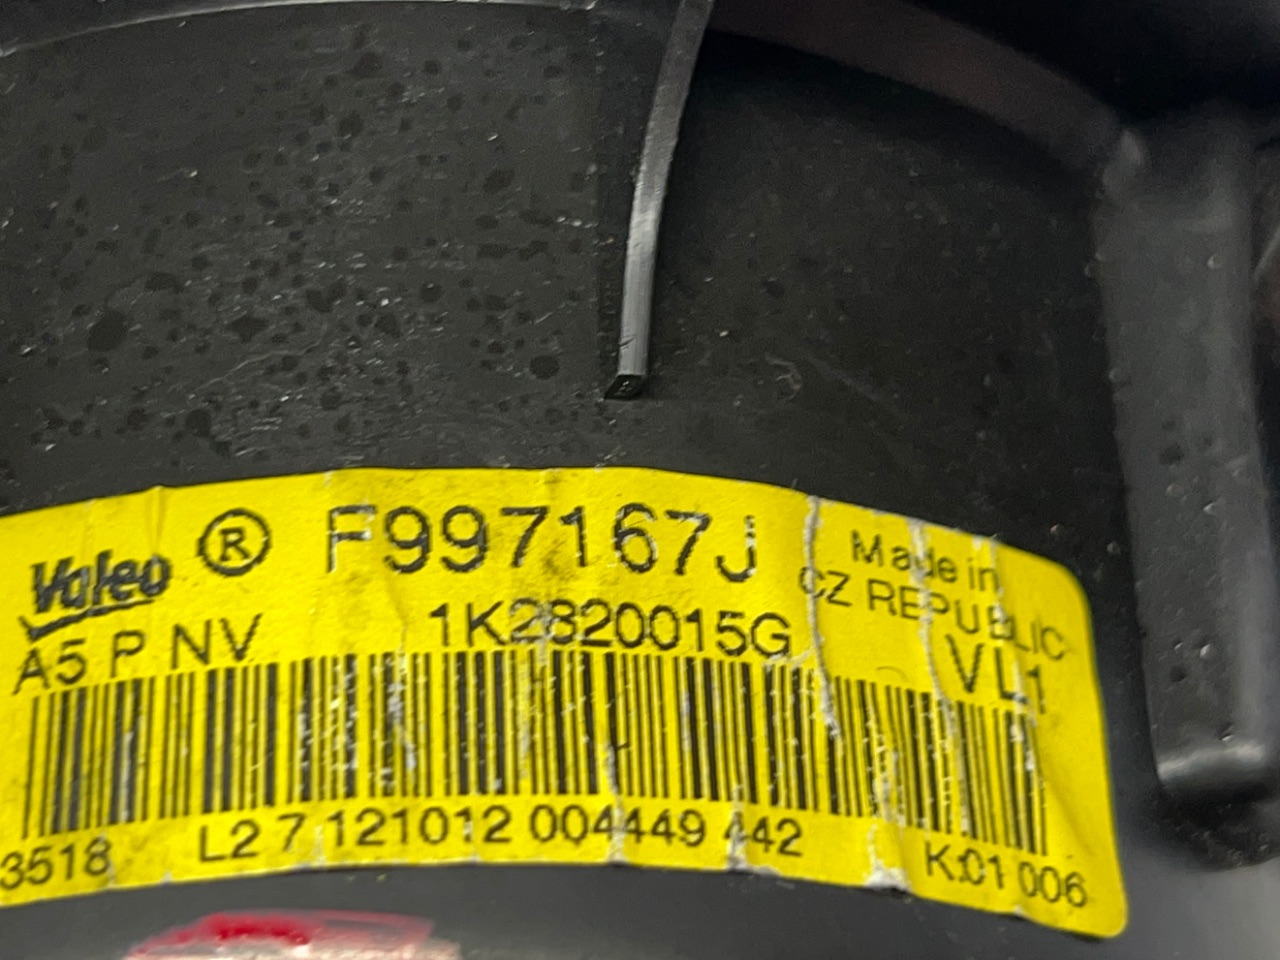 Valeo ® F997167J Made in
CZ REPUBLIC
A5 P NV 1K2820015G VL1
3518 L2 7 121012 004449 442 K:01 006